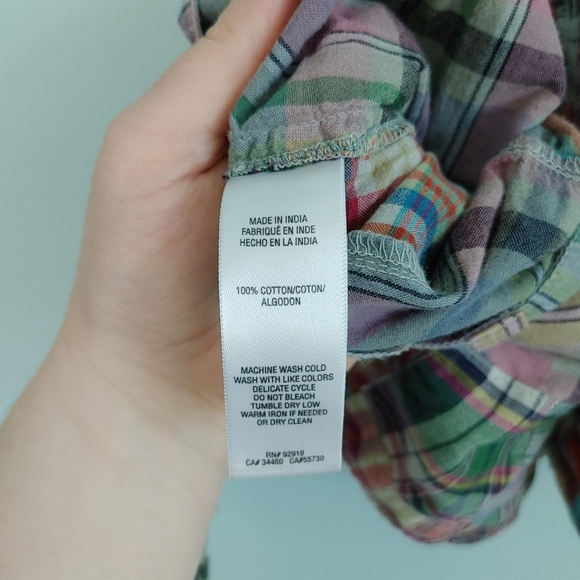 MADE IN INDIA
FABRIQUÉ EN INDE
HECHO EN LA INDIA
100% COTTON/COTON/
ALGODON
MACHINE WASH COLD
WASH WITH LIKE COLORS
DELICATE CYCLE
DO NOT BLEACH
TUMBLE DRY LOW
WARM IRON IF NEEDED
OR DRY CLEAN
RN# 92918
CA# 34460 CA#55730